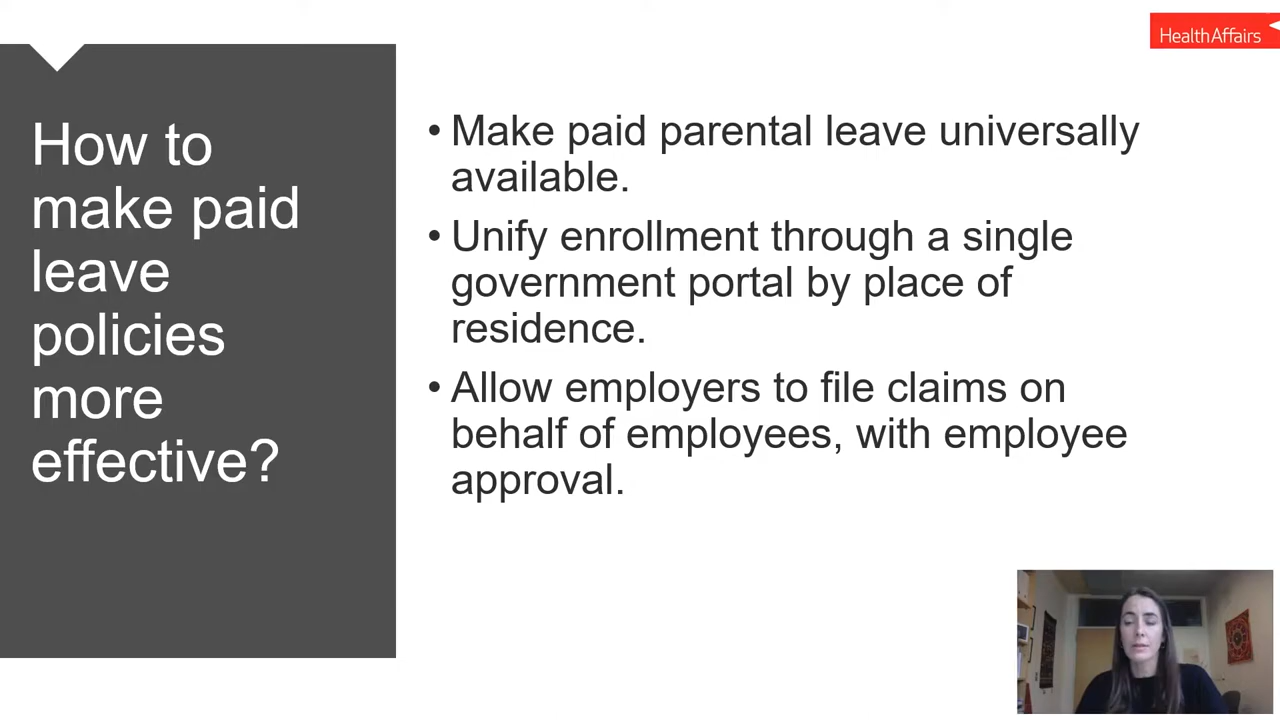 HealthAffairs
How to
make paid
leave
policies
more
effective?
• Make paid parental leave universally
available.
• Unify enrollment through a single
government portal by place of
residence.
• Allow employers to file claims on
behalf of employees, with employee
approval.